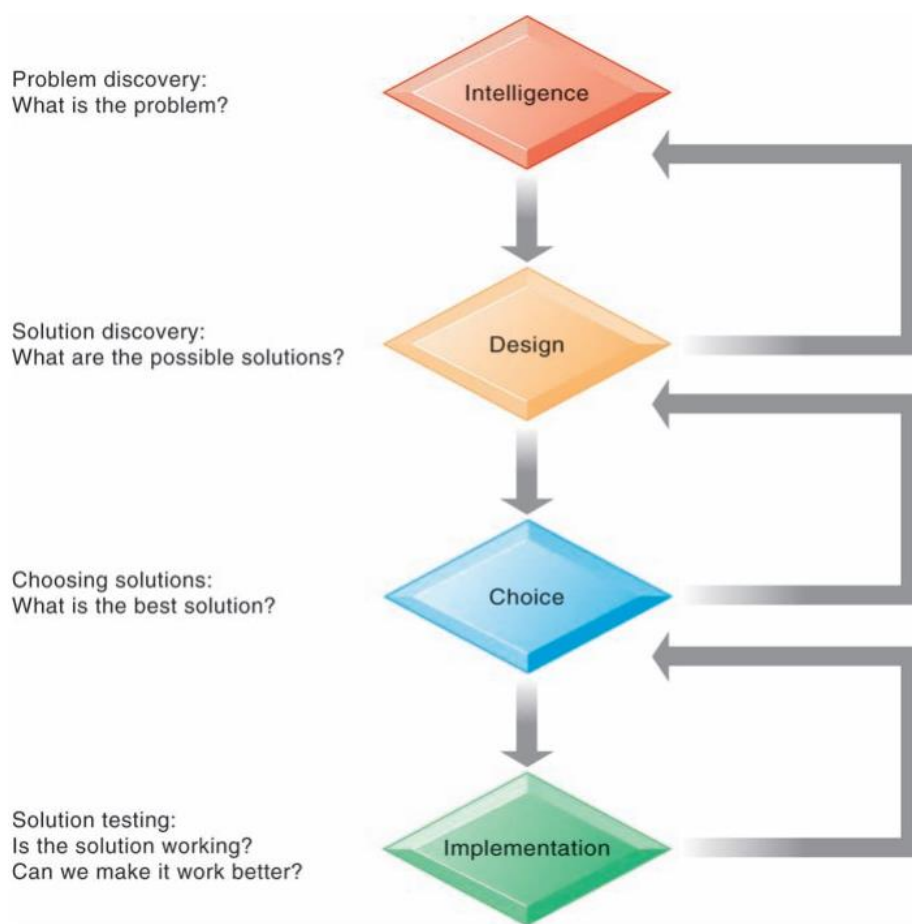 Problem discovery:
What is the problem?
Intelligence
Solution discovery:
What are the possible solutions?
Design
Choosing solutions:
What is the best solution?
Choice
Solution testing:
Is the solution working?
Can we make it work better?
Implementation